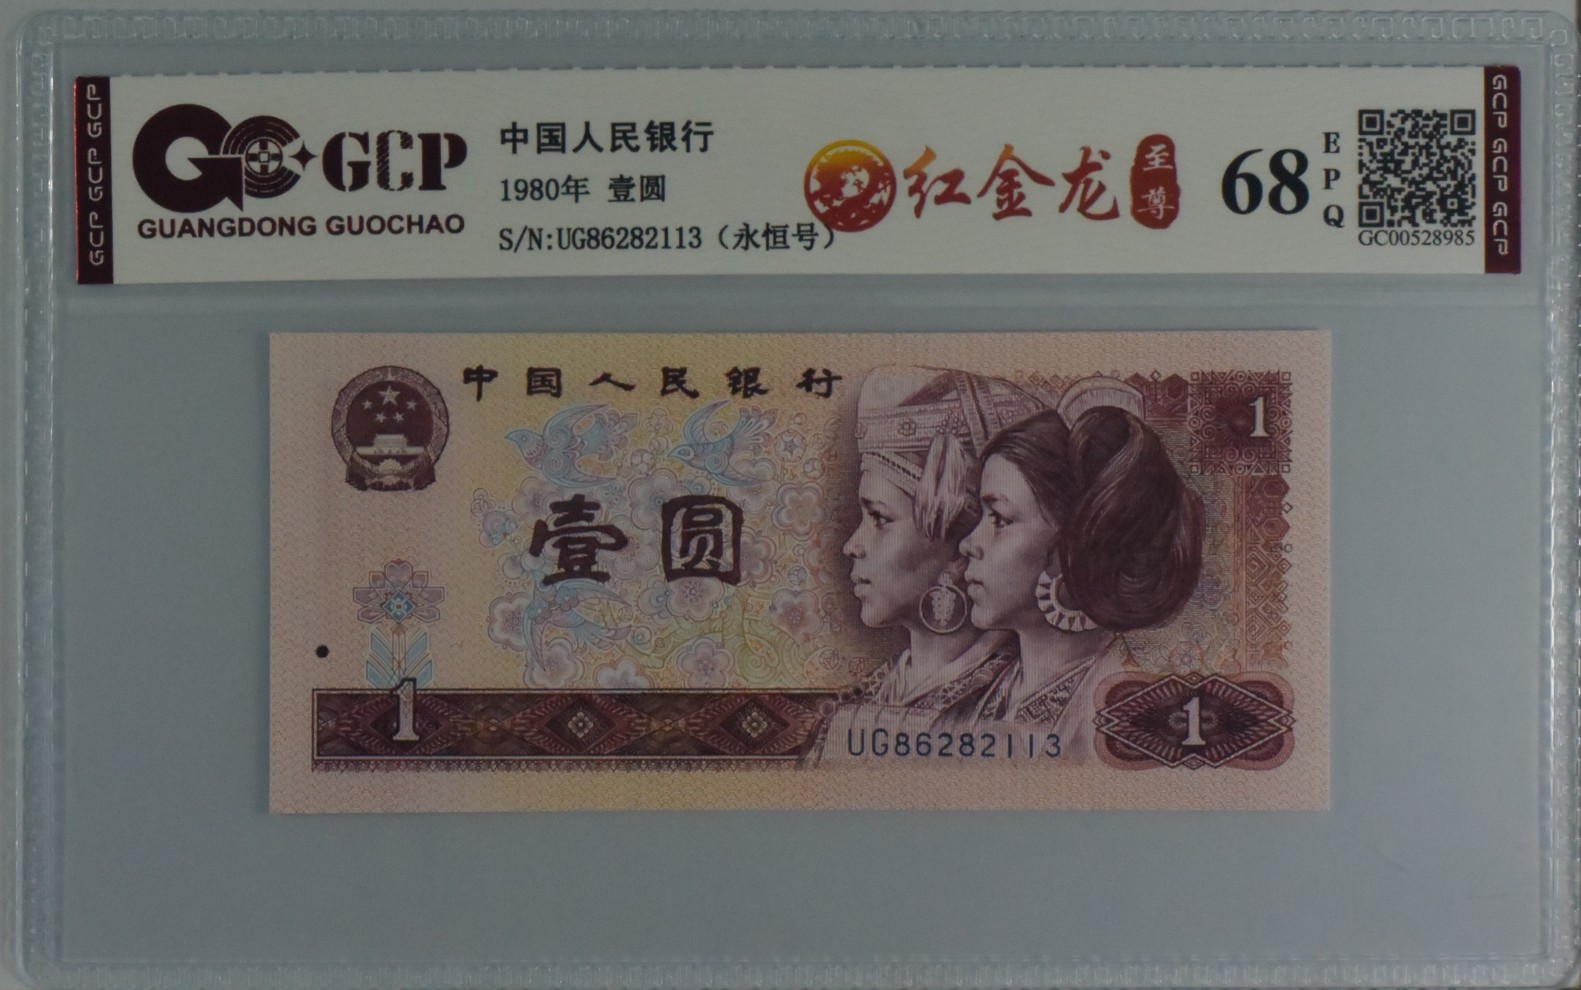 GCP GCP GCP
GCP
GUANGDONG GUOCHAO
中国人民银行
1980年 壹圆
S/N:UG86282113（永恒号）
红金龙
至尊
68
EPQ
GC00528985
GCP GCP GCP
中国人民银行
1
壹圆
1
UG86282113
1